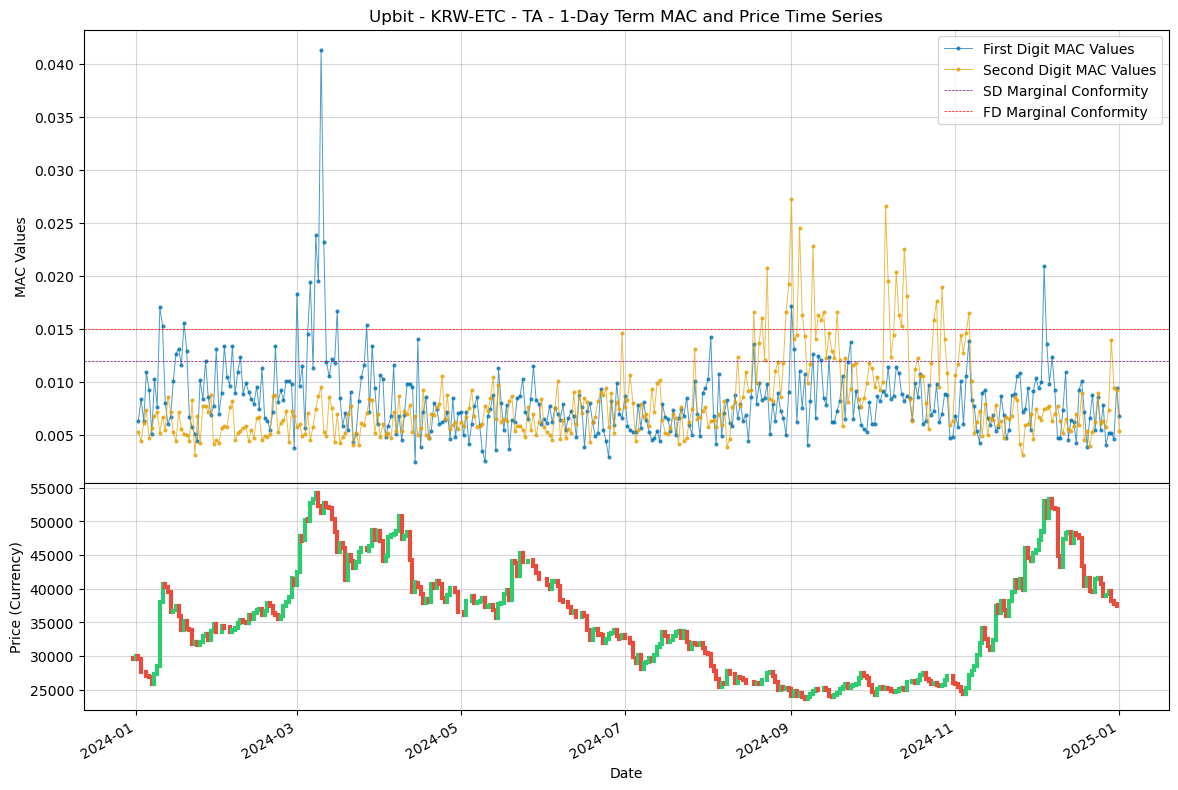 Upbit - KRW-ETC - TA - 1-Day Term MAC and Price Time Series
First Digit MAC Values
Second Digit MAC Values
SD Marginal Conformity
FD Marginal Conformity
MAC Values
0.040
0.035
0.030
0.025
0.020
0.015
0.010
0.005
Price (Currency)
55000
50000
45000
40000
35000
30000
25000
2024-01
2024-03
2024-05
2024-07
2024-09
2024-11
2025-01
Date